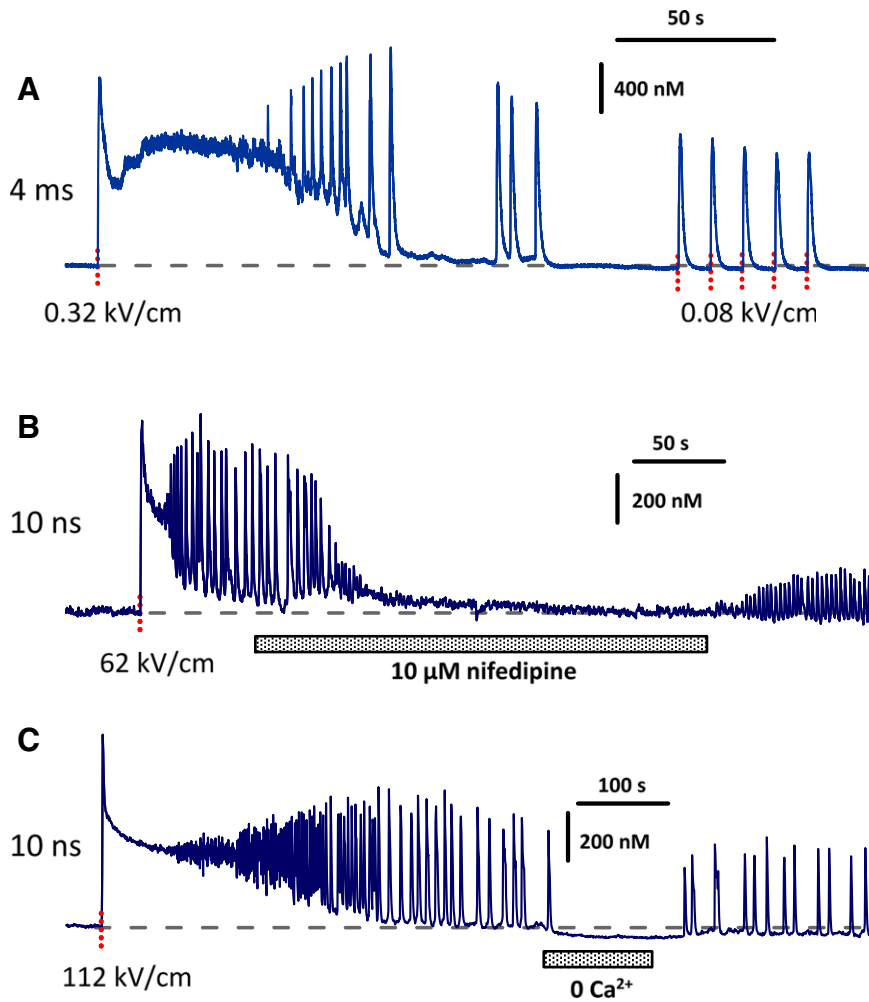 A
50 s
400 nM
4 ms
0.32 kV/cm
0.08 kV/cm
B
50 s
200 nM
10 ns
62 kV/cm
10 µM nifedipine
C
100 s
200 nM
10 ns
112 kV/cm
0 Ca²⁺